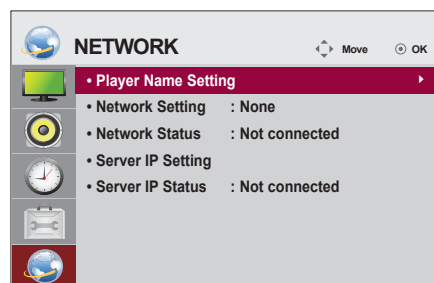 NETWORK Move OK
• Player Name Setting
• Network Setting : None
• Network Status : Not connected
• Server IP Setting
• Server IP Status : Not connected